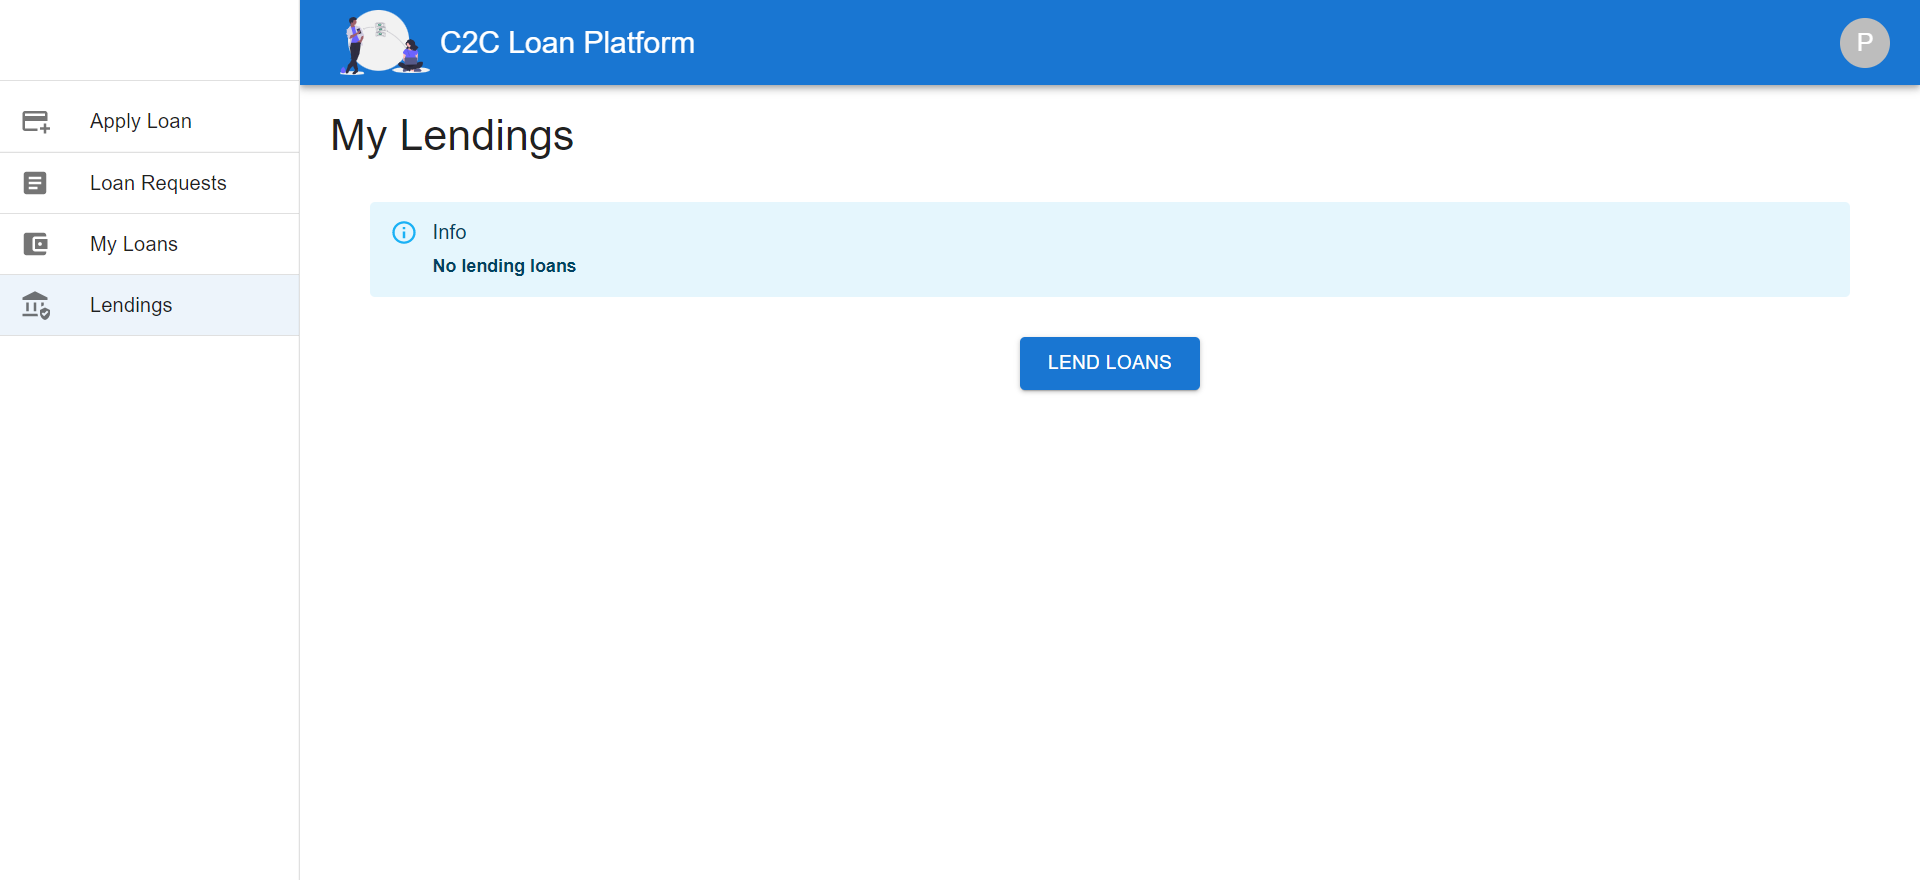 C2C Loan Platform
P
Apply Loan
Loan Requests
My Loans
Lendings
My Lendings
Info
No lending loans
LEND LOANS